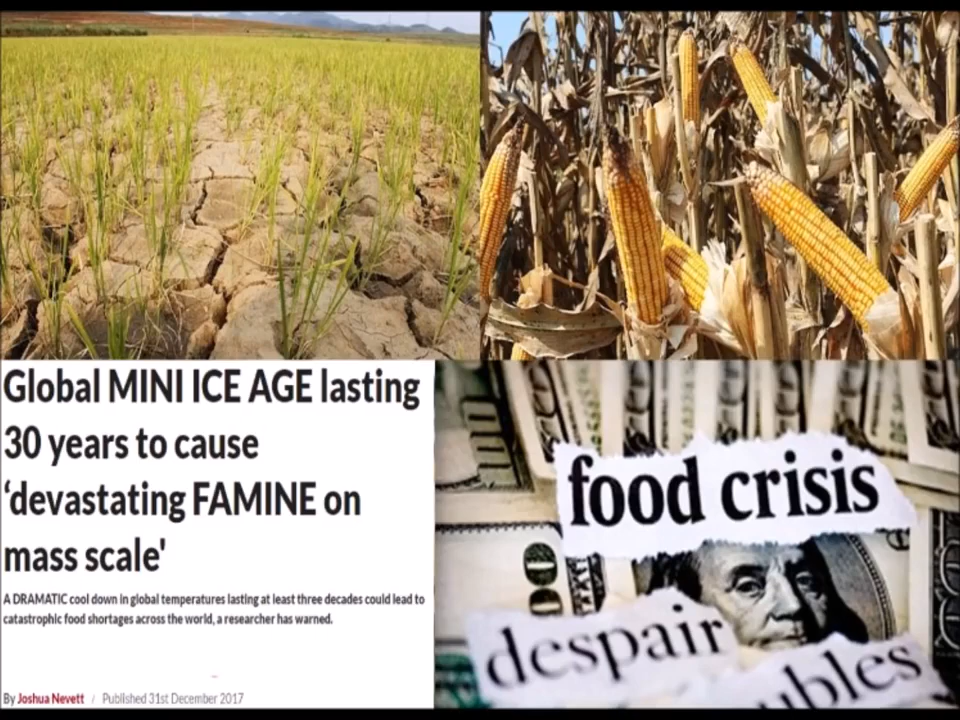 Global MINI ICE AGE lasting
30 years to cause
‘devastating FAMINE on
mass scale'
A DRAMATIC cool down in global temperatures lasting at least three decades could lead to
catastrophic food shortages across the world, a researcher has warned.
By Joshua Nevett / Published 31st December 2017
100
food crisis
despair